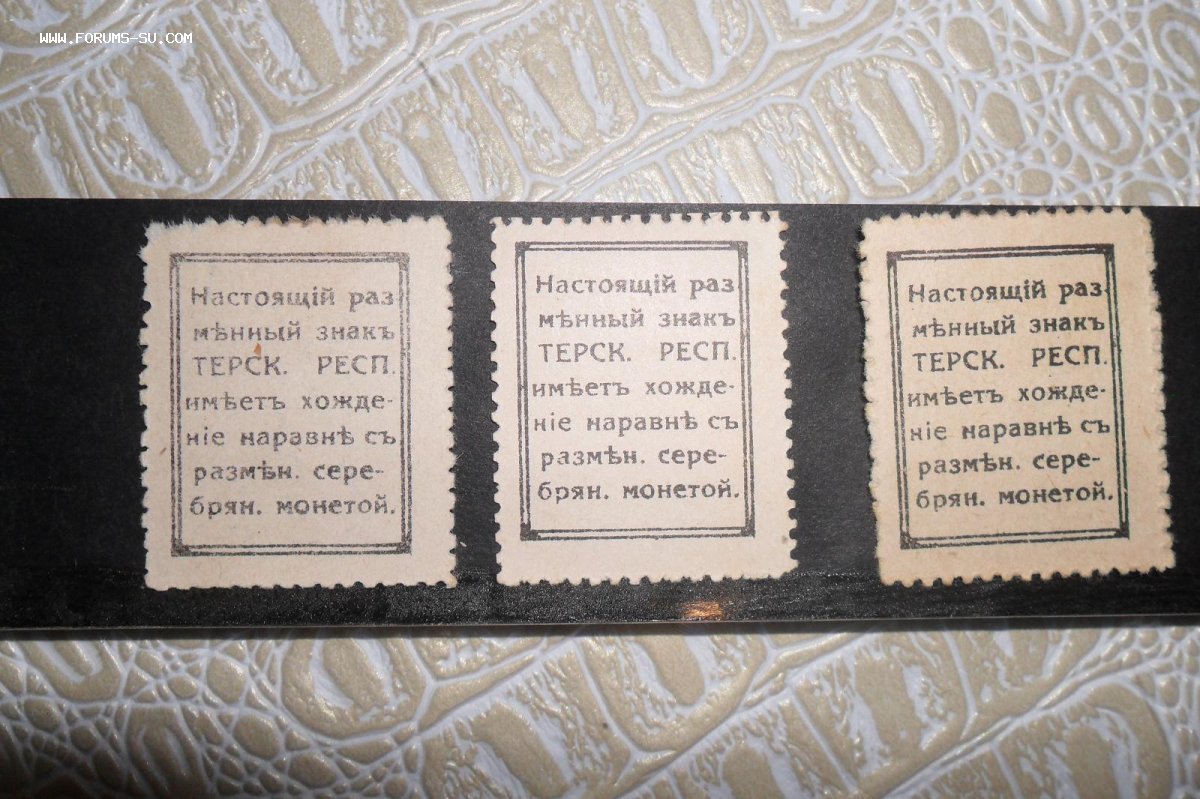 WWW.FORUMS-SU.COM
Настоящій раз
мѣнный знакъ
ТЕРСК. РЕСП.
имѣетъ хожде-
ніе наравнѣ съ
размѣн. сере-
брян. монетой.
Настоящій раз
мѣнный знакъ
ТЕРСК. РЕСП.
имѣетъ хожде-
ніе наравнѣ съ
размѣн. сере-
брян. монетой.
Настоящій раз
мѣнный знакъ
ТЕРСК. РЕСП.
имѣетъ хожде-
ніе наравнѣ съ
размѣн. сере-
брян. монетой.